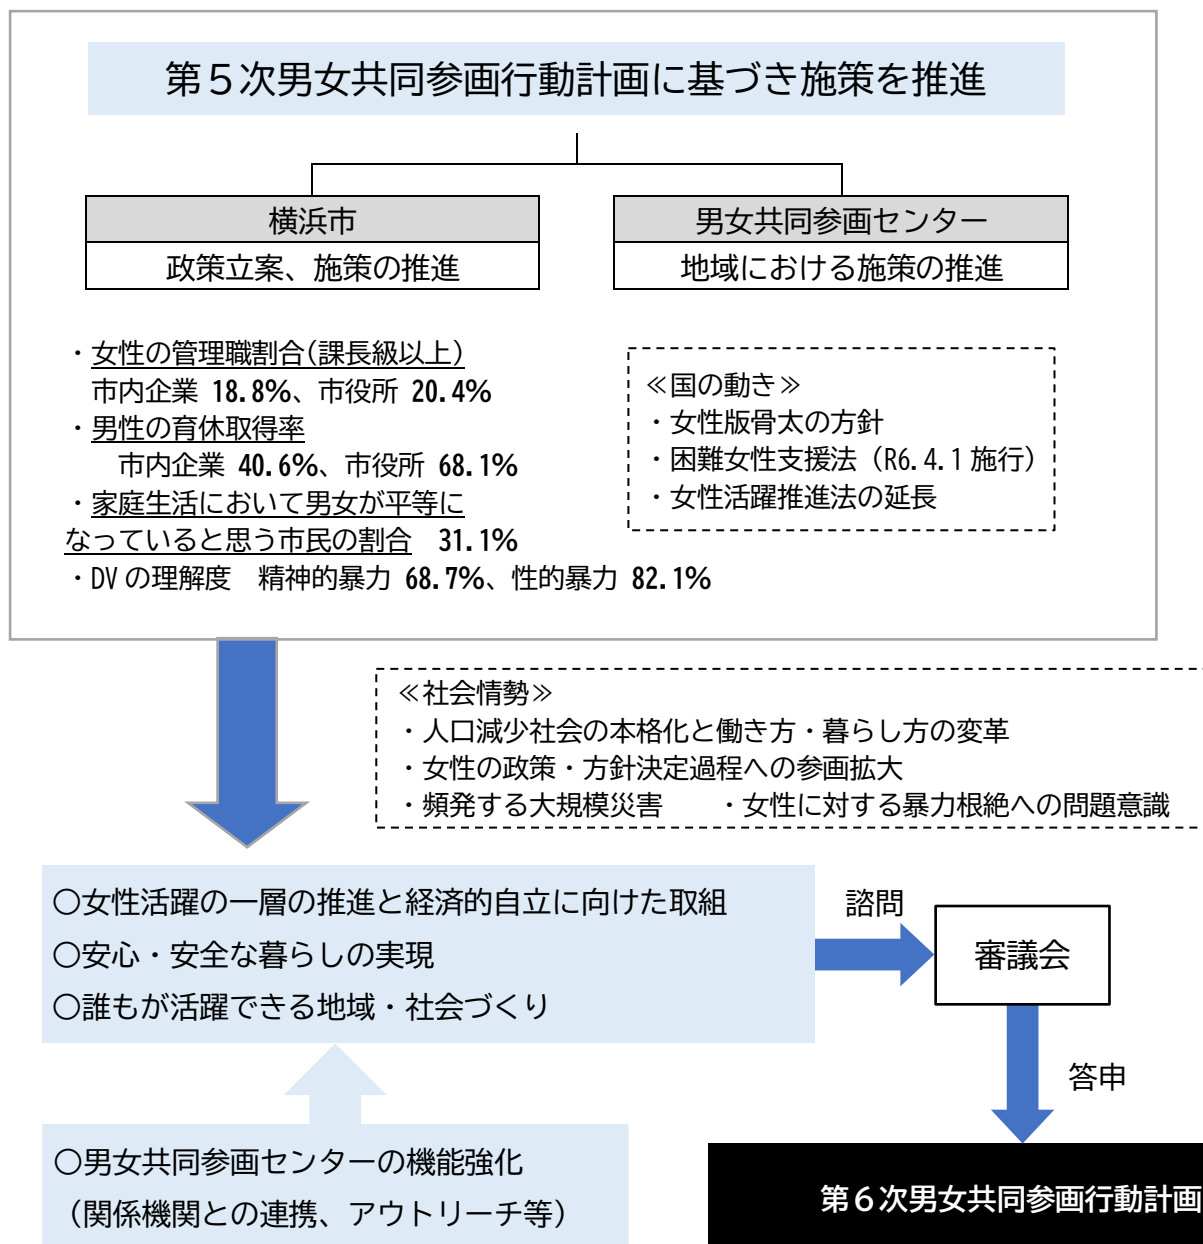 第５次男女共同参画行動計画に基づき施策を推進
横浜市
政策立案、施策の推進
男女共同参画センター
地域における施策の推進
・女性の管理職割合(課長級以上)
市内企業 18.8%、市役所 20.4%
・男性の育休取得率
市内企業 40.6%、市役所 68.1%
・家庭生活において男女が平等に
なっていると思う市民の割合　31.1%
・DVの理解度　精神的暴力 68.7%、性的暴力 82.1%
≪国の動き≫
・女性版骨太の方針
・困難女性支援法（R6.4.1施行）
・女性活躍推進法の延長
≪社会情勢≫
・人口減少社会の本格化と働き方・暮らし方の変革
・女性の政策・方針決定過程への参画拡大
・頻発する大規模災害　　・女性に対する暴力根絶への問題意識
〇女性活躍の一層の推進と経済的自立に向けた取組
〇安心・安全な暮らしの実現
〇誰もが活躍できる地域・社会づくり
諮問
審議会
答申
〇男女共同参画センターの機能強化
（関係機関との連携、アウトリーチ等）
第６次男女共同参画行動計画